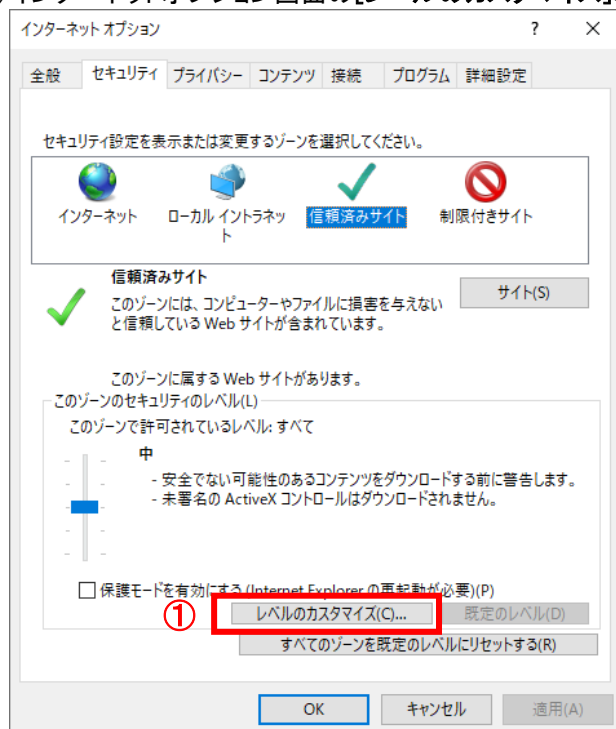 インターネット オプション
? ×
全般 セキュリティ プライバシー コンテンツ 接続 プログラム 詳細設定
セキュリティ設定を表示または変更するゾーンを選択してください。
インターネット ローカル イントラネッ 信頼済みサイト 制限付きサイト
ト
信頼済みサイト
サイト(S)
このゾーンには、コンピューターやファイルに損害を与えない
と信頼している Web サイトが含まれています。
このゾーンに属する Web サイトがあります。
このゾーンのセキュリティのレベル(L)
このゾーンで許可されているレベル: すべて
中
- 安全でない可能性のあるコンテンツをダウンロードする前に警告します。
- 未署名の ActiveX コントロールはダウンロードされません。
保護モードを有効にする (Internet Explorer の再起動が必要)(P)
① レベルのカスタマイズ(C)... 既定のレベル(D)
すべてのゾーンを既定のレベルにリセットする(R)
OK キャンセル 適用(A)